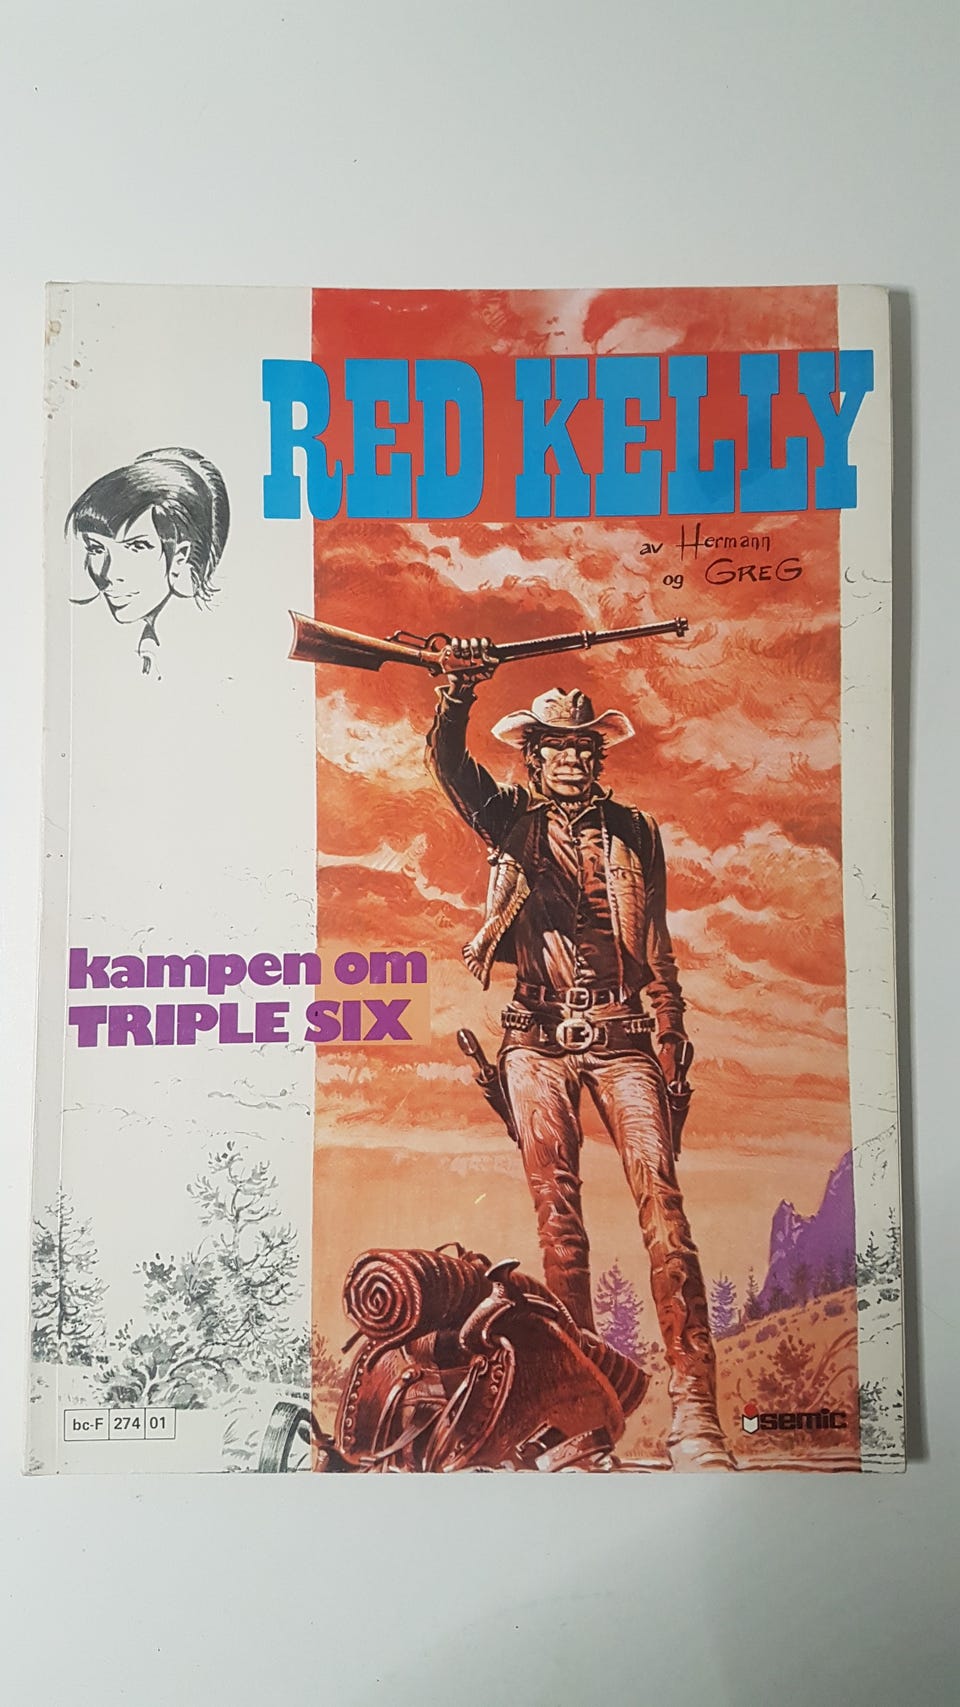 RED KELLY
av Hermann
og GREG
kampen om
TRIPLE SIX
bc-F 274 01
semic